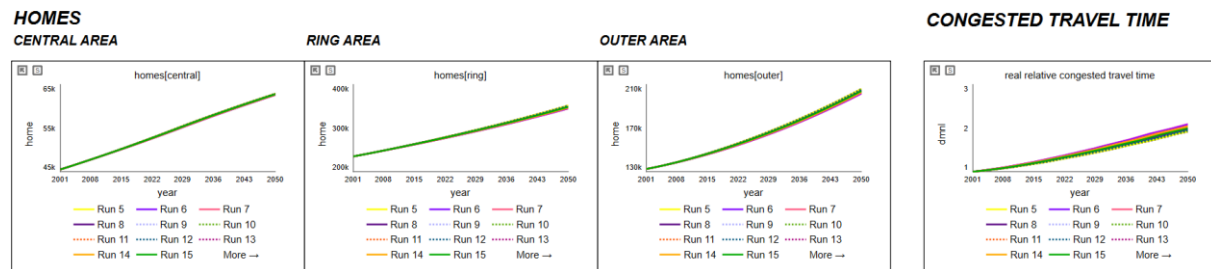 HOMES
CENTRAL AREA
RING AREA
OUTER AREA
CONGESTED TRAVEL TIME
R S
homes[central]
65k
55k
45k
home
2001 2008 2015 2022 2029 2036 2043 2050
year
Run 5 Run 6 Run 7
Run 8 Run 9 Run 10
Run 11 Run 12 Run 13
Run 14 Run 15 More →
R S
homes[ring]
400k
300k
200k
home
2001 2008 2015 2022 2029 2036 2043 2050
year
Run 5 Run 6 Run 7
Run 8 Run 9 Run 10
Run 11 Run 12 Run 13
Run 14 Run 15 More →
R S
homes[outer]
210k
170k
130k
home
2001 2008 2015 2022 2029 2036 2043 2050
year
Run 5 Run 6 Run 7
Run 8 Run 9 Run 10
Run 11 Run 12 Run 13
Run 14 Run 15 More →
R S
real relative congested travel time
3
2
1
dmnl
2001 2008 2015 2022 2029 2036 2043 2050
year
Run 5 Run 6 Run 7
Run 8 Run 9 Run 10
Run 11 Run 12 Run 13
Run 14 Run 15 More →